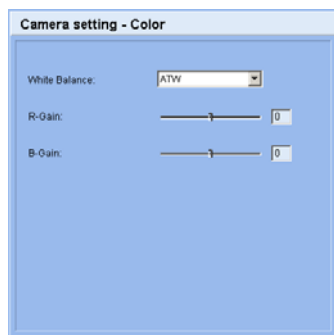 Camera setting - Color
White Balance: ATW
R-Gain: 0
B-Gain: 0